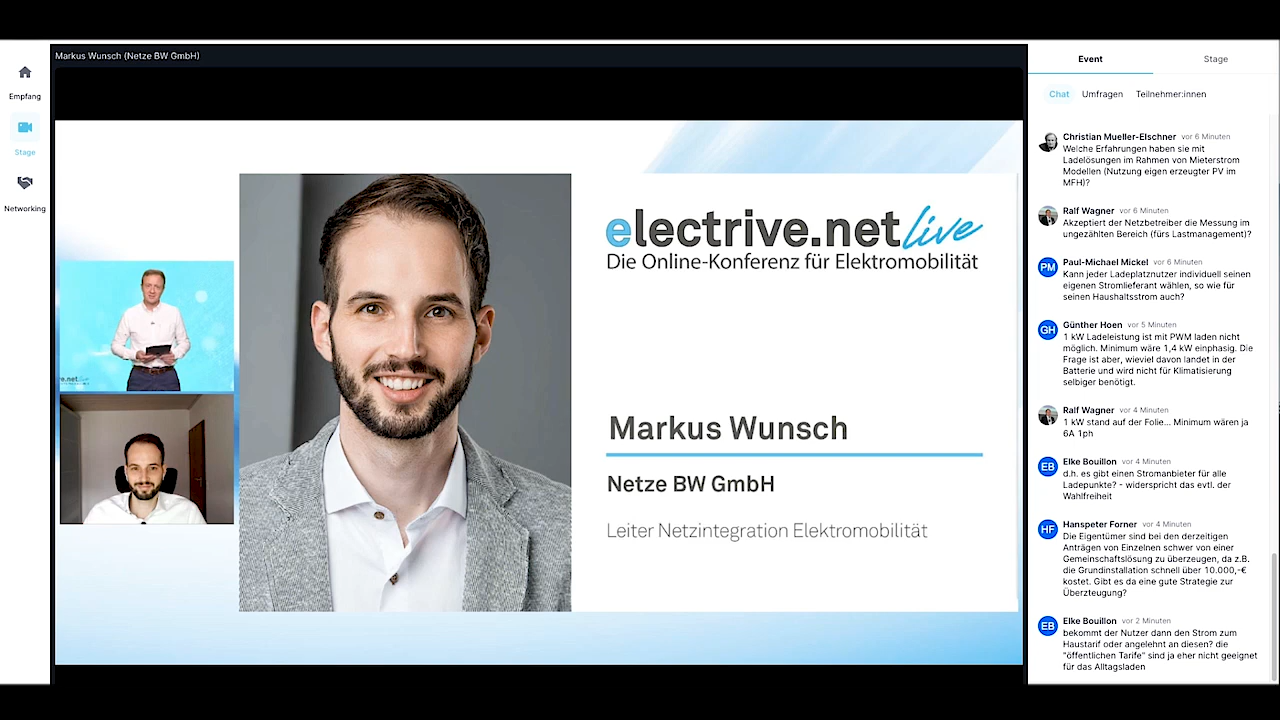 Markus Wunsch (Netze BW GmbH)
Empfang
Stage
Networking
electrive.net live
Die Online-Konferenz für Elektromobilität
Markus Wunsch
Netze BW GmbH
Leiter Netzintegration Elektromobilität
Event Stage
Chat Umfragen Teilnehmer:innen
Christian Mueller-Elschner vor 6 Minuten
Welche Erfahrungen haben sie mit
Ladelösungen im Rahmen von Mieterstrom
Modellen (Nutzung eigen erzeugter PV im
MFH)?
Ralf Wagner vor 6 Minuten
Akzeptiert der Netzbetreiber die Messung im
ungezählten Bereich (fürs Lastmanagement)?
PM
Paul-Michael Mickel vor 6 Minuten
Kann jeder Ladeplatznutzer individuell seinen
eigenen Stromlieferant wählen, so wie für
seinen Haushaltsstrom auch?
GH
Günther Hoen vor 5 Minuten
1 kW Ladeleistung ist mit PWM laden nicht
möglich. Minimum wäre 1,4 kW einphasig. Die
Frage ist aber, wieviel davon landet in der
Batterie und wird nicht für Klimatisierung
selbiger benötigt.
Ralf Wagner vor 4 Minuten
1 kW stand auf der Folie... Minimum wären ja
6A 1ph
EB
Elke Bouillon vor 4 Minuten
d.h. es gibt einen Stromanbieter für alle
Ladepunkte? - widerspricht das evtl. der
Wahlfreiheit
HF
Hanspeter Forner vor 4 Minuten
Die Eigentümer sind bei den derzeitigen
Anträgen von Einzelnen schwer von einer
Gemeinschaftslösung zu überzeugen, da z.B.
die Grundinstallation schnell über 10.000,-€
kostet. Gibt es da eine gute Strategie zur
Überzteugung?
EB
Elke Bouillon vor 2 Minuten
bekommt der Nutzer dann den Strom zum
Haustarif oder angelehnt an diesen? die
"öffentlichen Tarife" sind ja eher nicht geeignet
für das Alltagsladen